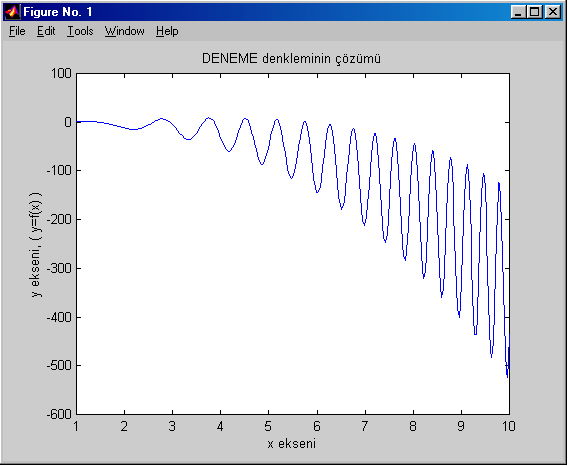 Figure No. 1
File Edit Tools Window Help
DENEME denkleminin çözümü
100
0
-100
-200
-300
-400
-500
-600
y ekseni, ( y=f(x) )
1 2 3 4 5 6 7 8 9 10
x ekseni